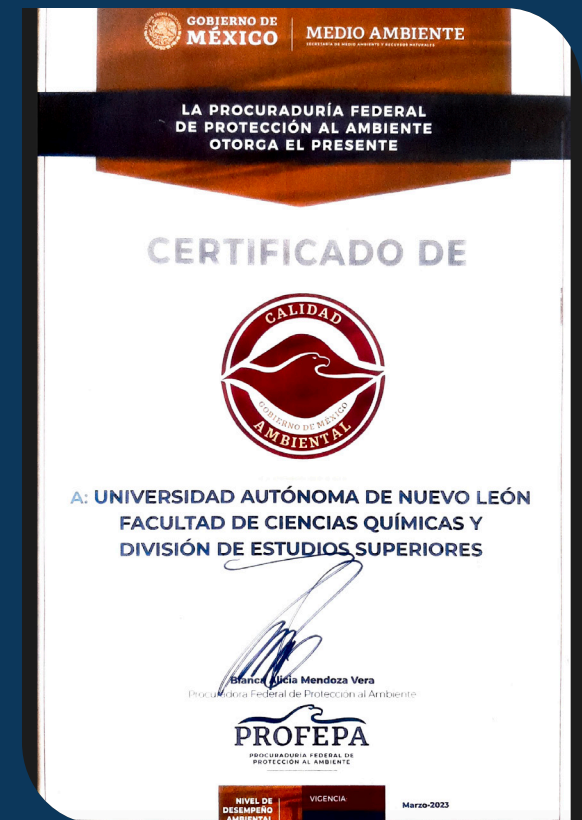 GOBIERNO DE
MÉXICO
MEDIO AMBIENTE
SECRETARÍA DE MEDIO AMBIENTE Y RECURSOS NATURALES
LA PROCURADURÍA FEDERAL
DE PROTECCIÓN AL AMBIENTE
OTORGA EL PRESENTE
CERTIFICADO DE
CALIDAD
GOBIERNO DE MÉXICO
AMBIENTAL
A: UNIVERSIDAD AUTÓNOMA DE NUEVO LEÓN
FACULTAD DE CIENCIAS QUÍMICAS Y
DIVISIÓN DE ESTUDIOS SUPERIORES
Blanca Alicia Mendoza Vera
Procuradora Federal de Protección al Ambiente
PROFEPA
PROCURADURÍA FEDERAL DE
PROTECCIÓN AL AMBIENTE
NIVEL DE
DESEMPEÑO
AMBIENTAL
VIGENCIA:
Marzo-2023